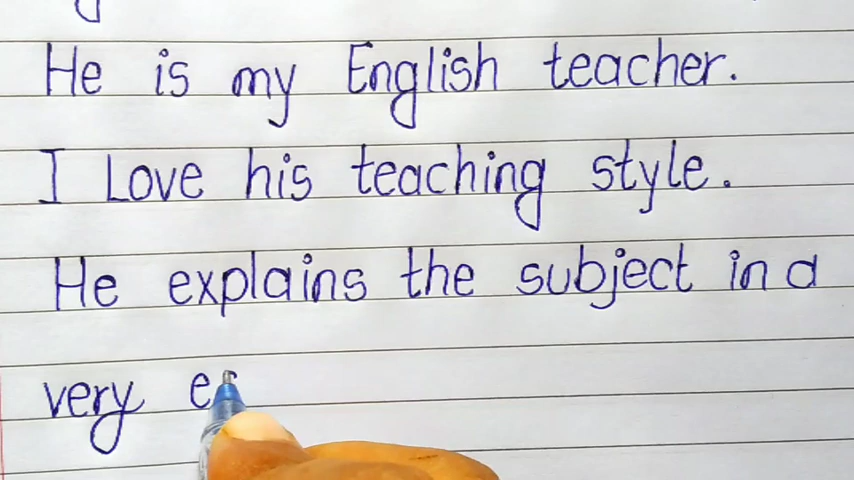 He is my English teacher.
I Love his teaching style.
He explains the subject in a
very